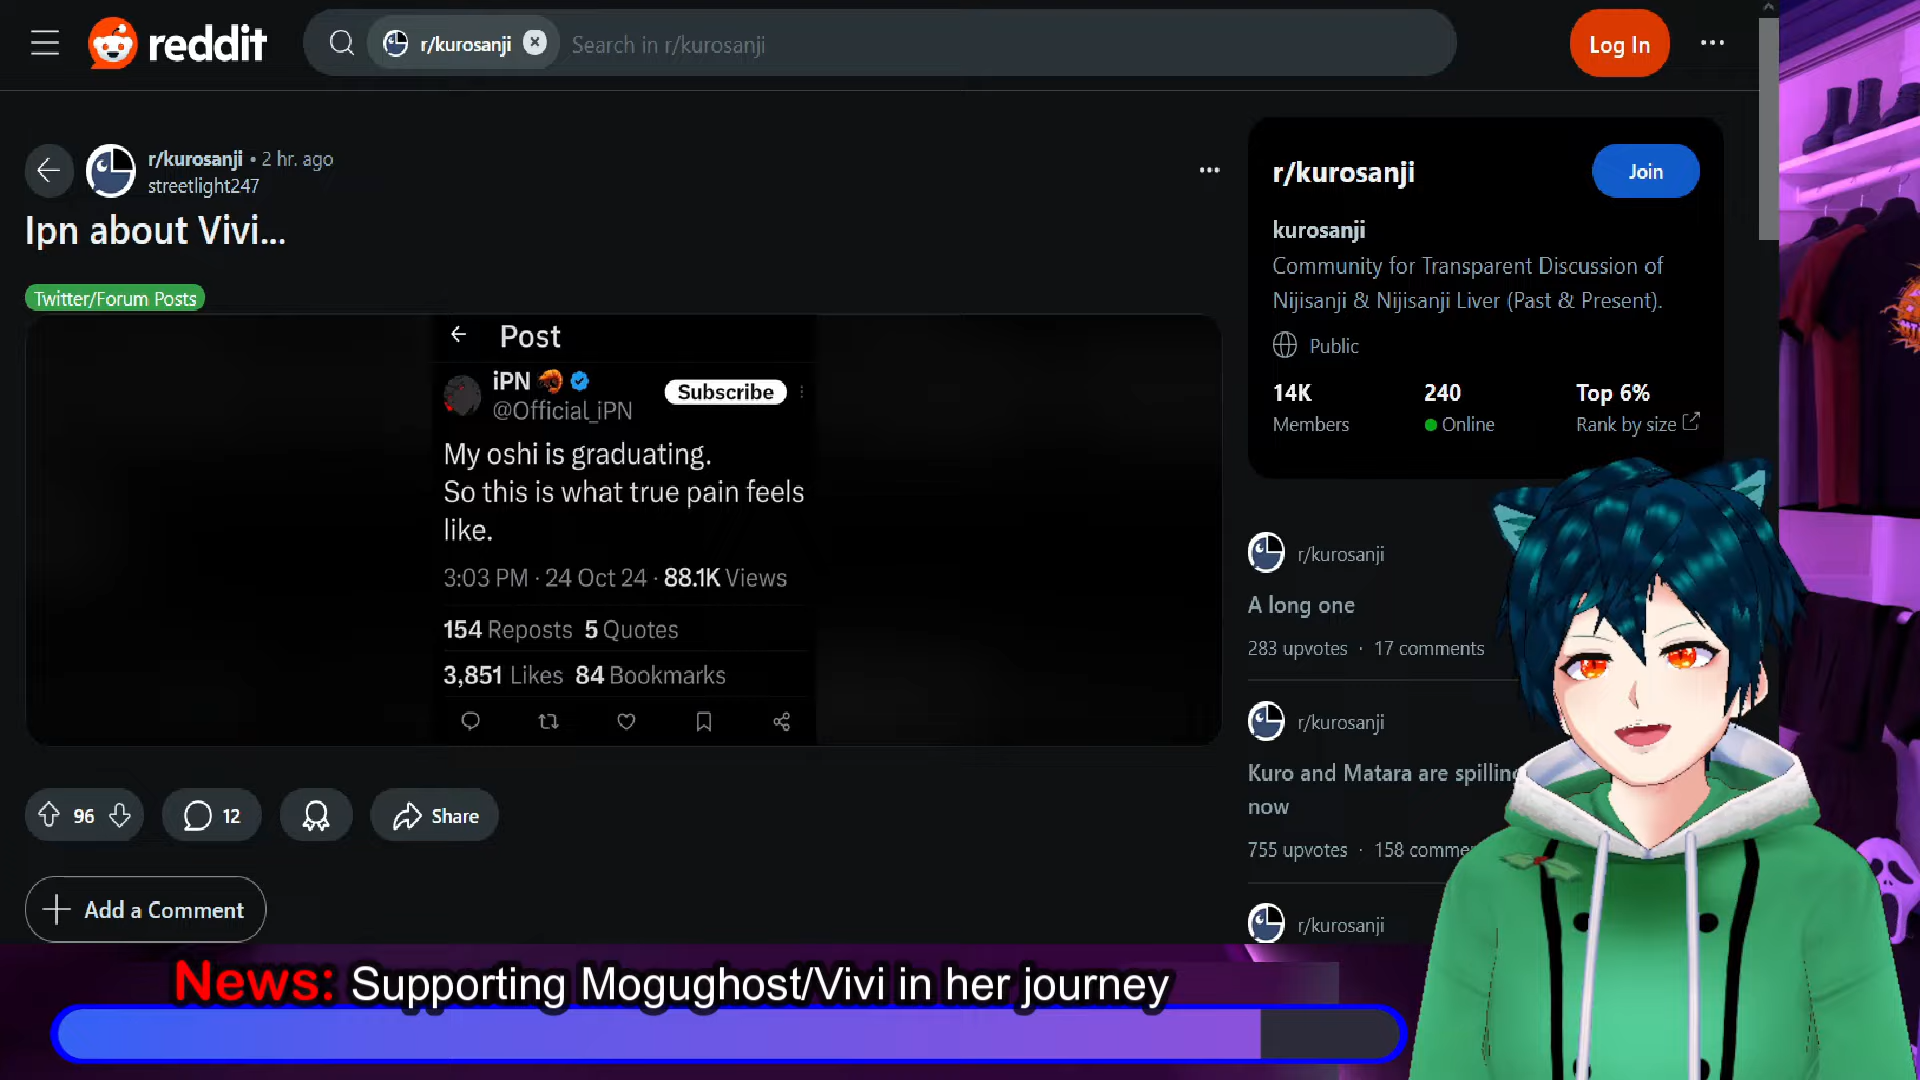 reddit
r/kurosanji
Search in r/kurosanji
Log In
r/kurosanji • 2 hr. ago
streetlight247
Ipn about Vivi...
Twitter/Forum Posts
Post
iPN
@Official_iPN
Subscribe
My oshi is graduating.
So this is what true pain feels
like.
3:03 PM · 24 Oct 24 · 88.1K Views
154 Reposts 5 Quotes
3,851 Likes 84 Bookmarks
96
12
Share
Add a Comment
r/kurosanji
Join
kurosanji
Community for Transparent Discussion of
Nijisanji & Nijisanji Liver (Past & Present).
Public
14K 240 Top 6%
Members Online Rank by size
r/kurosanji
A long one
283 upvotes · 17 comments
r/kurosanji
Kuro and Matara are spilling
now
755 upvotes · 158 comme
r/kurosanji
News: Supporting Mogughost/Vivi in her journey